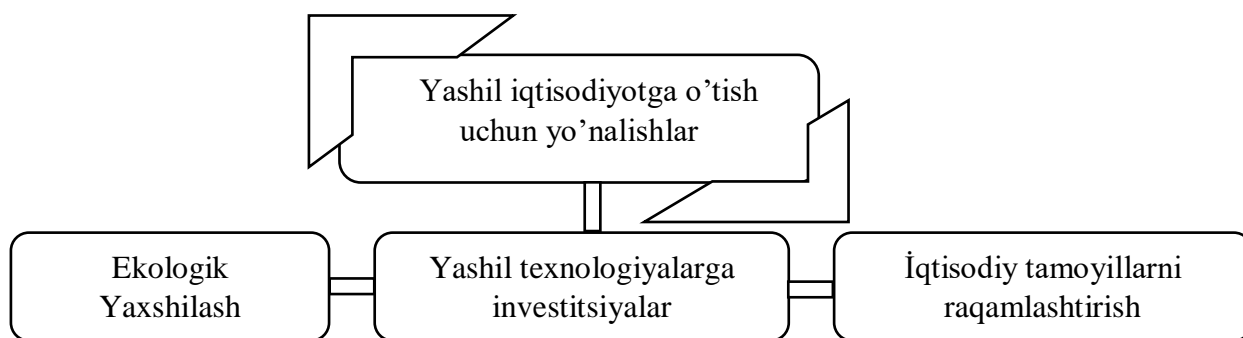 Yashil iqtisodiyotga o’tish
uchun yo’nalishlar
Ekologik
Yaxshilash
Yashil texnologiyalarga
investitsiyalar
İqtisodiy tamoyillarni
raqamlashtirish